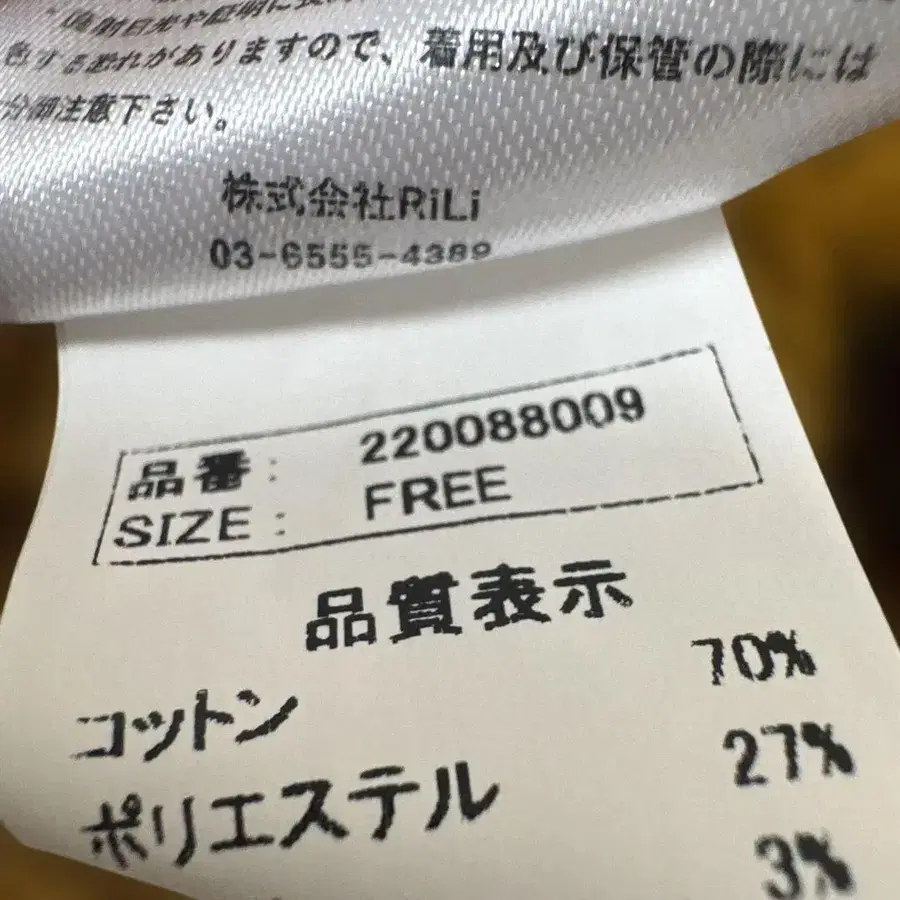 色する恐れがありますので、着用及び保管の際には
分御注意下さい。
株式会社RiLi
03-6555-4389
品番: 220088009
SIZE: FREE
品質表示
コットン 70%
ポリエステル 27%
3%